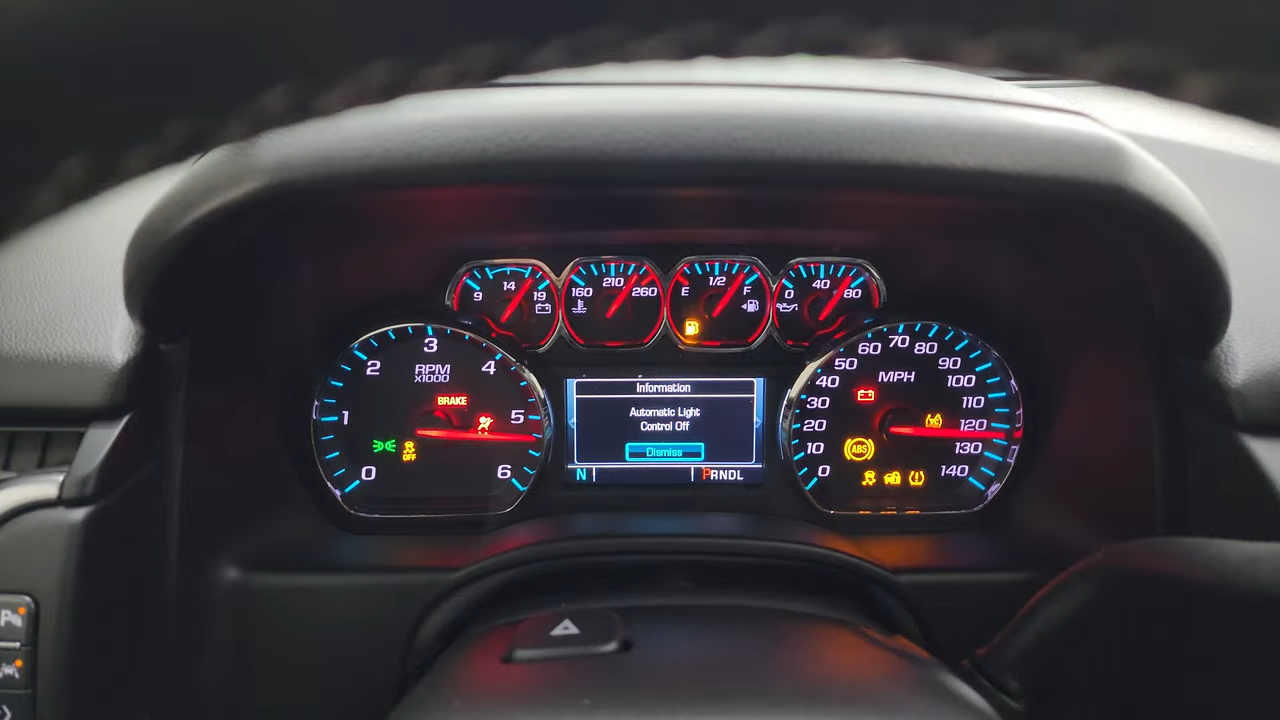 9 14 19
160 210 260
E 1/2 F
0 40 80
0 1 2 3 4 5 6
RPM
x1000
BRAKE
OFF
Information
Automatic Light
Control Off
Dismiss
N PRNDL
0 10 20 30 40 50 60 70 80 90 100 110 120 130 140
MPH
ABS
P